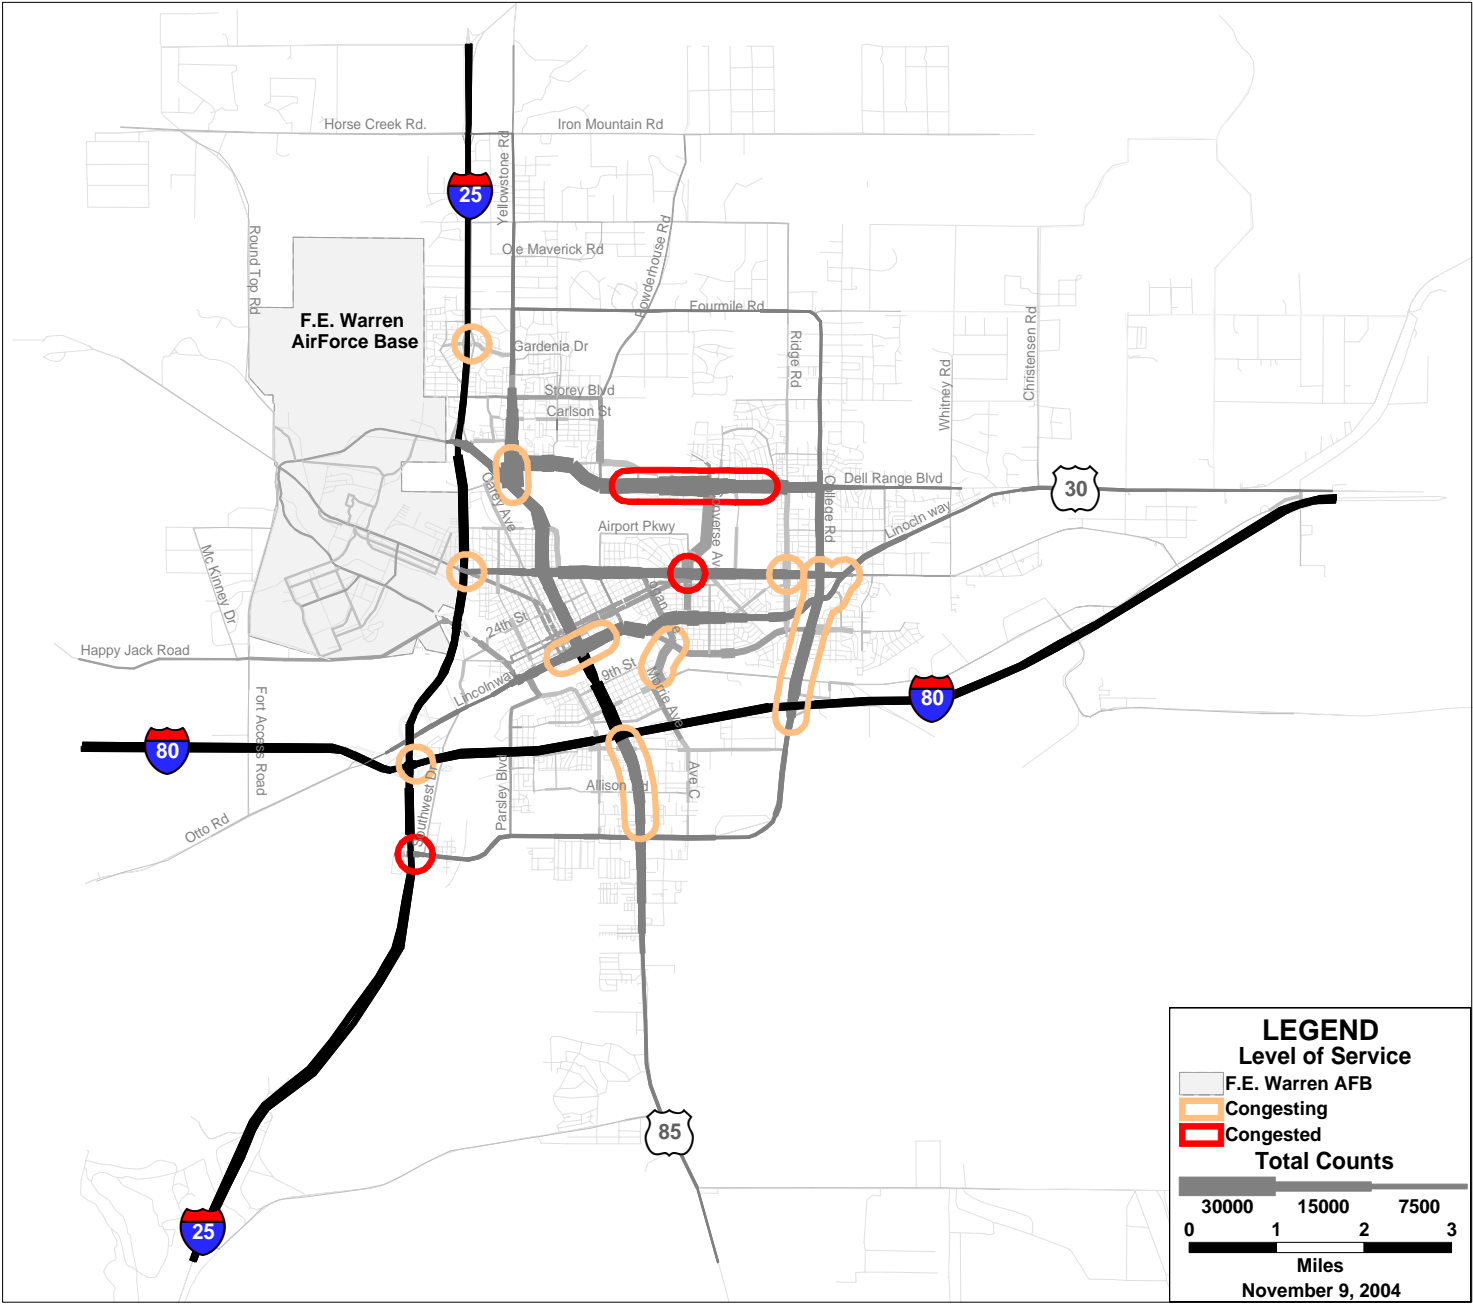 Horse Creek Rd.
Iron Mountain Rd
25
Yellowstone Rd
Round Top Rd
Ole Maverick Rd
Powderhouse Rd
Fourmile Rd
F.E. Warren
AirForce Base
Gardenia Dr
Ridge Rd
Christensen Rd
Whitney Rd
Storey Blvd
Carlson St
Dell Range Blvd
30
Carey Ave
College Rd
Converse Av
Lincoln way
Airport Pkwy
Mc Kinney Dr
24th St
Happy Jack Road
9th St
Lincolnwa
Morrie Ave
Fort Access Road
80
80
Parsley Blvd
Southwest Dr
Allison Rd
Ave C
Otto Rd
85
25
LEGEND
Level of Service
F.E. Warren AFB
Congesting
Congested
Total Counts
30000 15000 7500
0 1 2 3
Miles
November 9, 2004